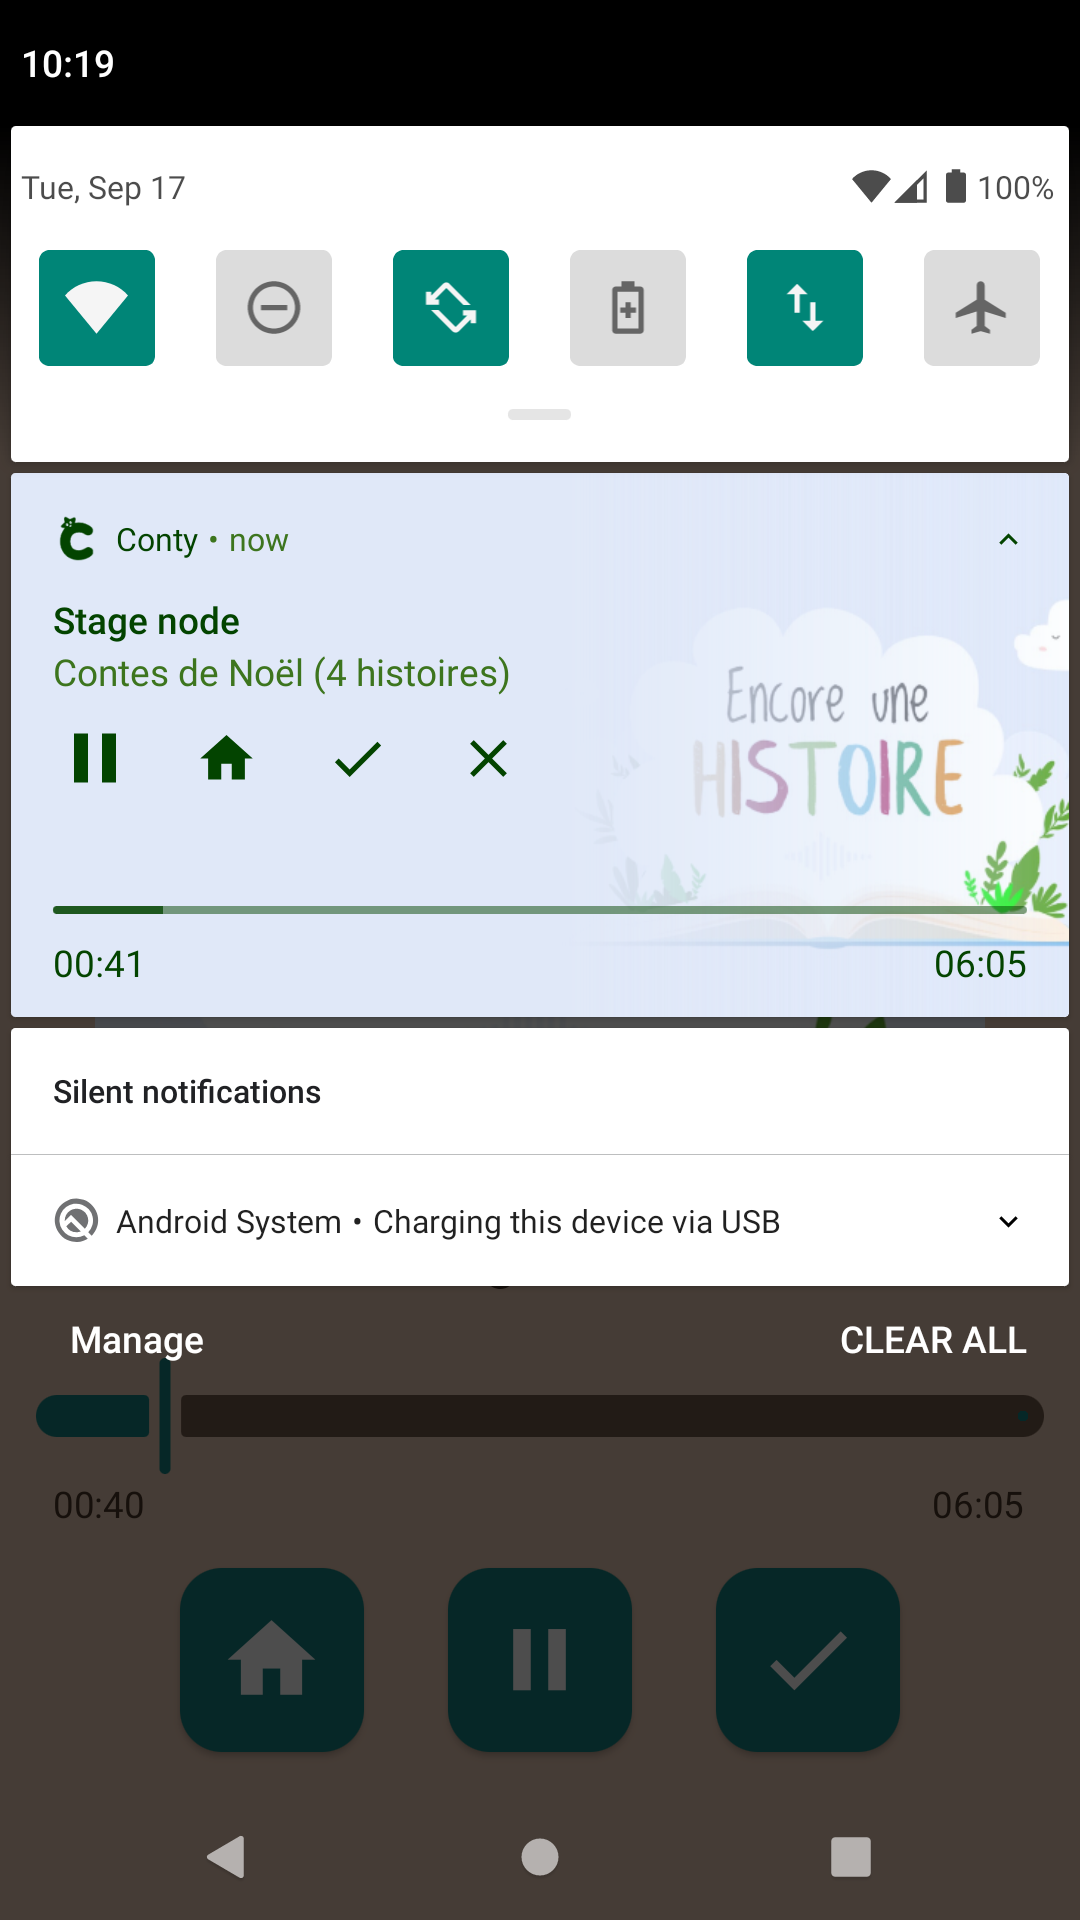 10:19
Tue, Sep 17
100%
Conty • now
Stage node
Contes de Noël (4 histoires)
Encore une
HISTOIRE
00:41
06:05
Silent notifications
Android System • Charging this device via USB
Manage
CLEAR ALL
00:40
06:05